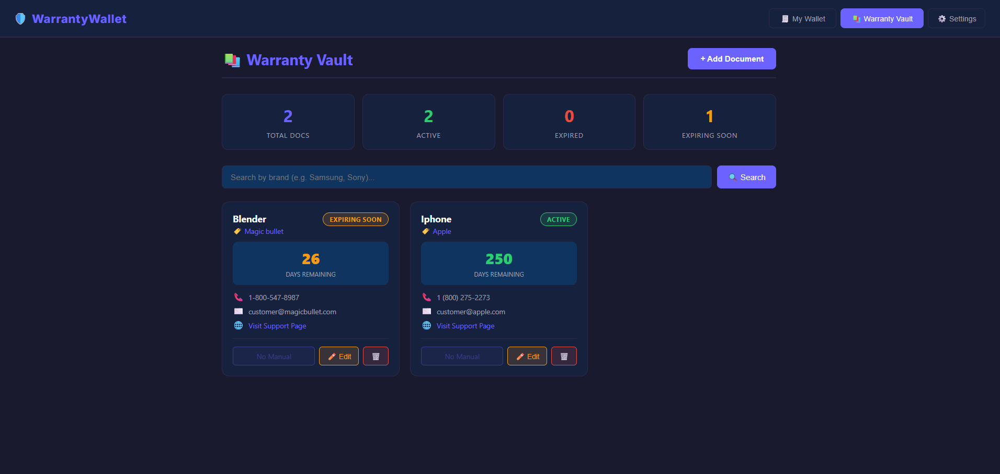 WarrantyWallet
My Wallet
Warranty Vault
Settings
Warranty Vault
+ Add Document
2
TOTAL DOCS
2
ACTIVE
0
EXPIRED
1
EXPIRING SOON
Search by brand (e.g. Samsung, Sony)...
Search
Blender
EXPIRING SOON
Magic bullet
26
DAYS REMAINING
1-800-547-8987
customer@magicbullet.com
Visit Support Page
No Manual
Edit
Iphone
ACTIVE
Apple
250
DAYS REMAINING
1 (800) 275-2273
customer@apple.com
Visit Support Page
No Manual
Edit